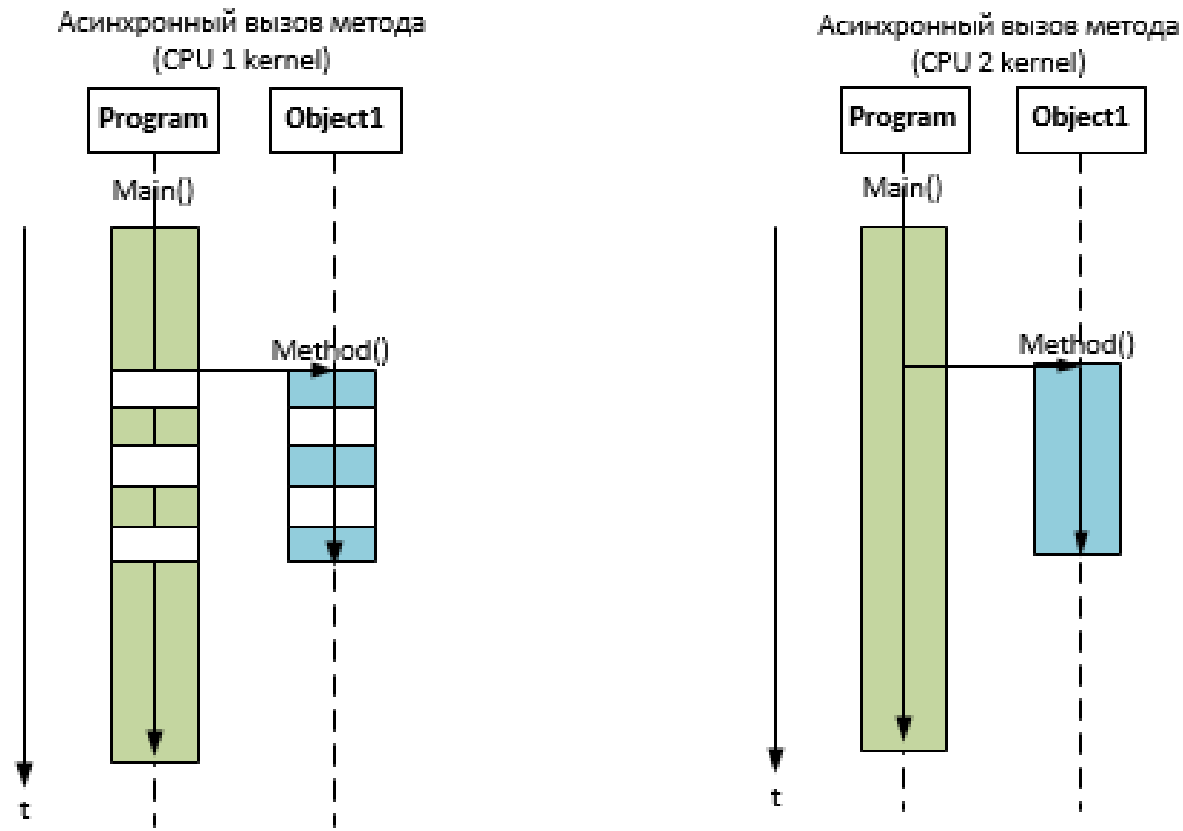 Асинхронный вызов метода
(CPU 1 kernel)
Program
Object1
Main()
Method()
t
Асинхронный вызов метода
(CPU 2 kernel)
Program
Object1
Main()
Method()
t